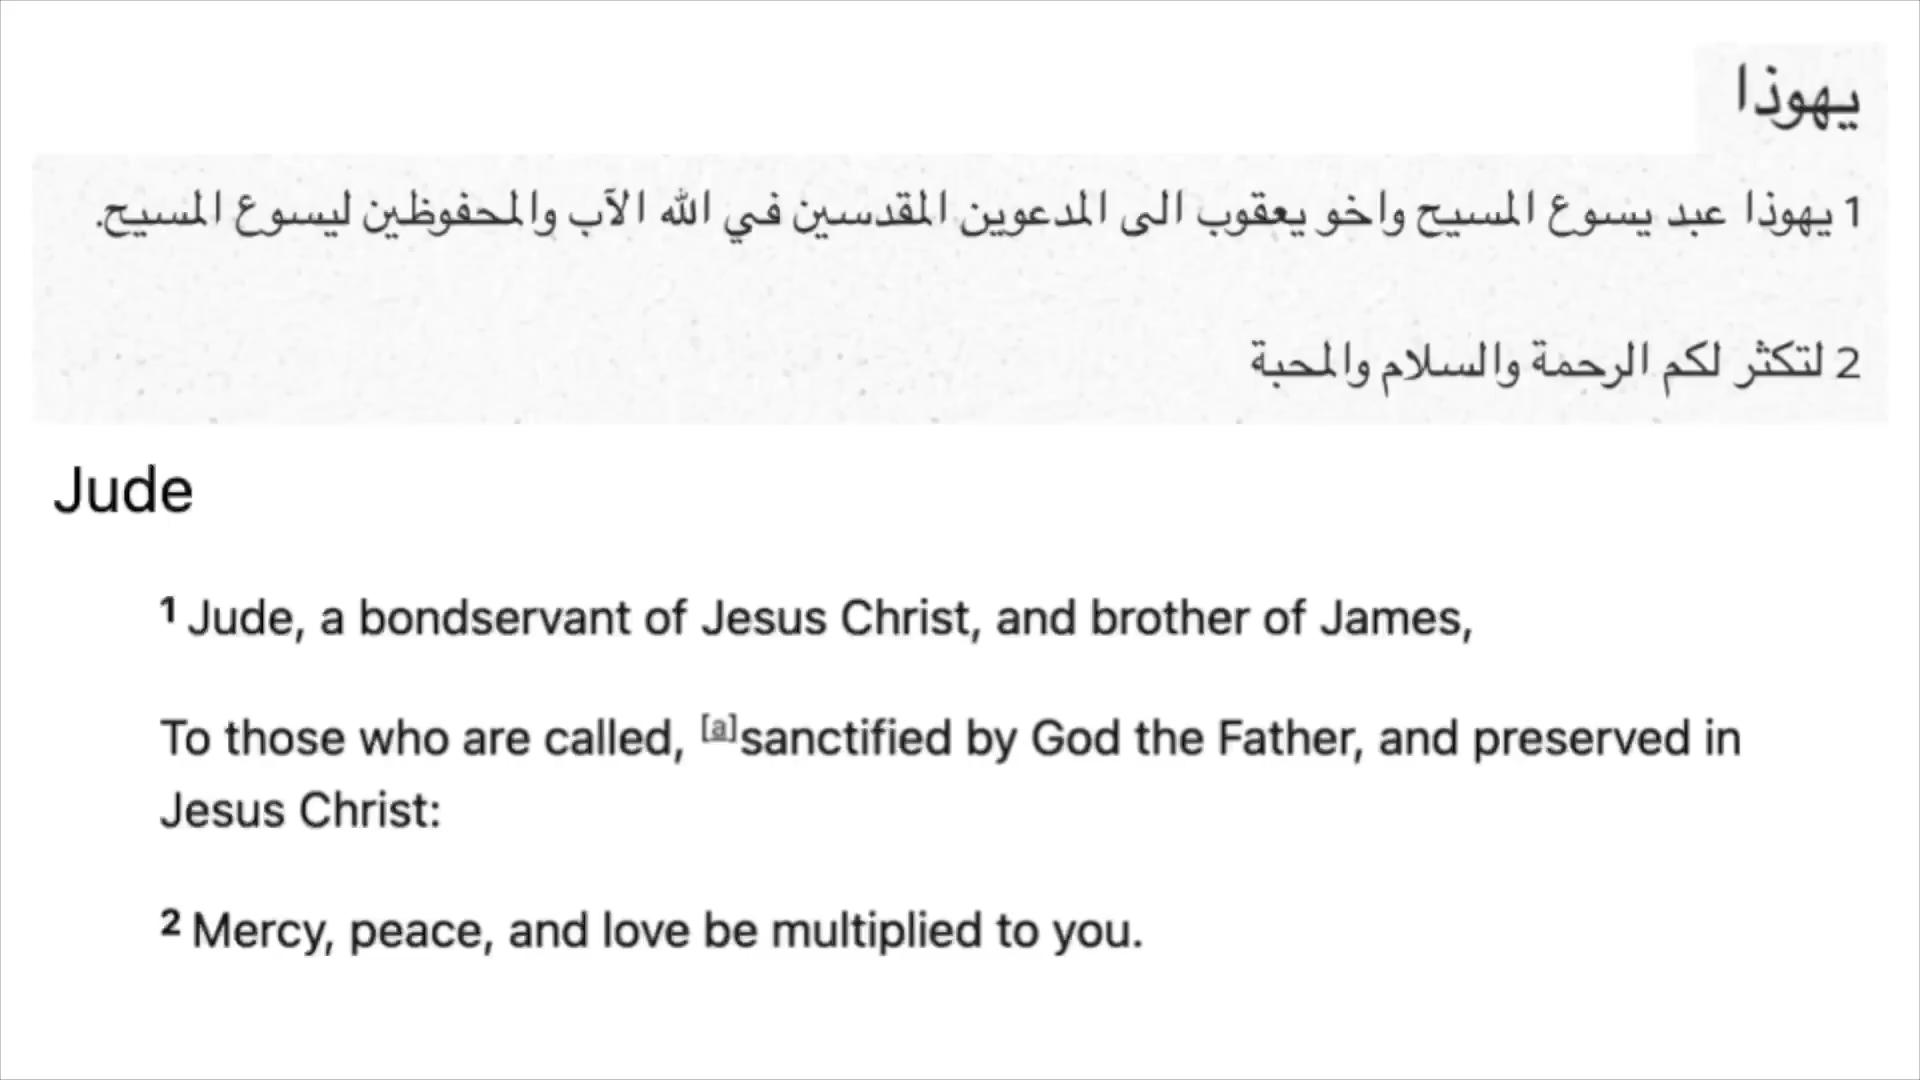 يهوذا
1 يهوذا عبد يسوع المسيح واخو يعقوب الى المدعوين المقدسين في الله الآب والمحفوظين ليسوع المسيح.
2 لتكثر لكم الرحمة والسلام والمحبة
Jude
1 Jude, a bondservant of Jesus Christ, and brother of James,
To those who are called, [a]sanctified by God the Father, and preserved in
Jesus Christ:
2 Mercy, peace, and love be multiplied to you.